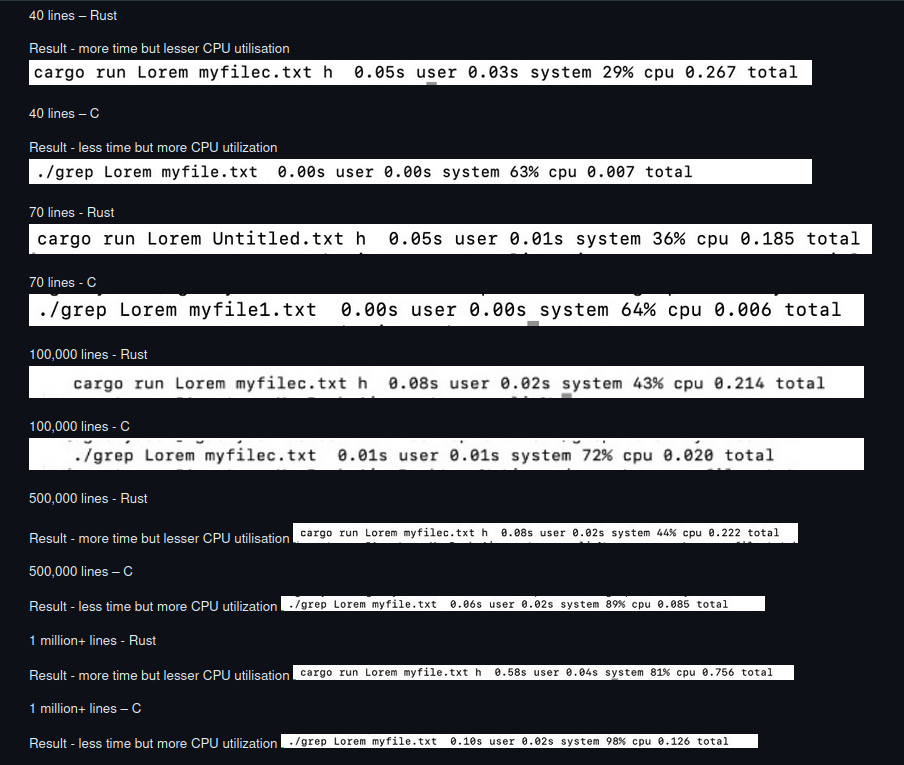 40 lines – Rust
Result - more time but lesser CPU utilisation
cargo run Lorem myfilec.txt h  0.05s user 0.03s system 29% cpu 0.267 total
40 lines – C
Result - less time but more CPU utilization
./grep Lorem myfile.txt  0.00s user 0.00s system 63% cpu 0.007 total
70 lines - Rust
cargo run Lorem Untitled.txt h  0.05s user 0.01s system 36% cpu 0.185 total
70 lines - C
./grep Lorem myfile1.txt  0.00s user 0.00s system 64% cpu 0.006 total
100,000 lines - Rust
cargo run Lorem myfilec.txt h  0.08s user 0.02s system 43% cpu 0.214 total
100,000 lines - C
./grep Lorem myfilec.txt  0.01s user 0.01s system 72% cpu 0.020 total
500,000 lines - Rust
Result - more time but lesser CPU utilisation cargo run Lorem myfilec.txt h  0.08s user 0.02s system 44% cpu 0.222 total
500,000 lines – C
Result - less time but more CPU utilization ./grep Lorem myfile.txt  0.06s user 0.02s system 89% cpu 0.085 total
1 million+ lines - Rust
Result - more time but lesser CPU utilisation cargo run Lorem myfile.txt h  0.58s user 0.04s system 81% cpu 0.756 total
1 million+ lines – C
Result - less time but more CPU utilization ./grep Lorem myfile.txt  0.10s user 0.02s system 98% cpu 0.126 total